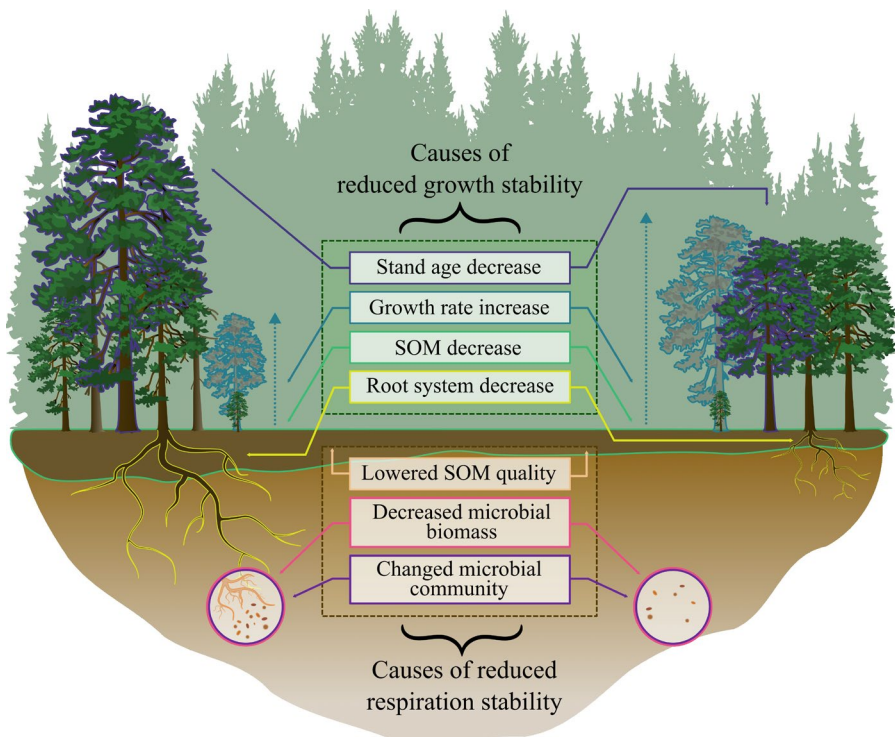 Causes of
reduced growth stability
Stand age decrease
Growth rate increase
SOM decrease
Root system decrease
Lowered SOM quality
Decreased microbial
biomass
Changed microbial
community
Causes of reduced
respiration stability